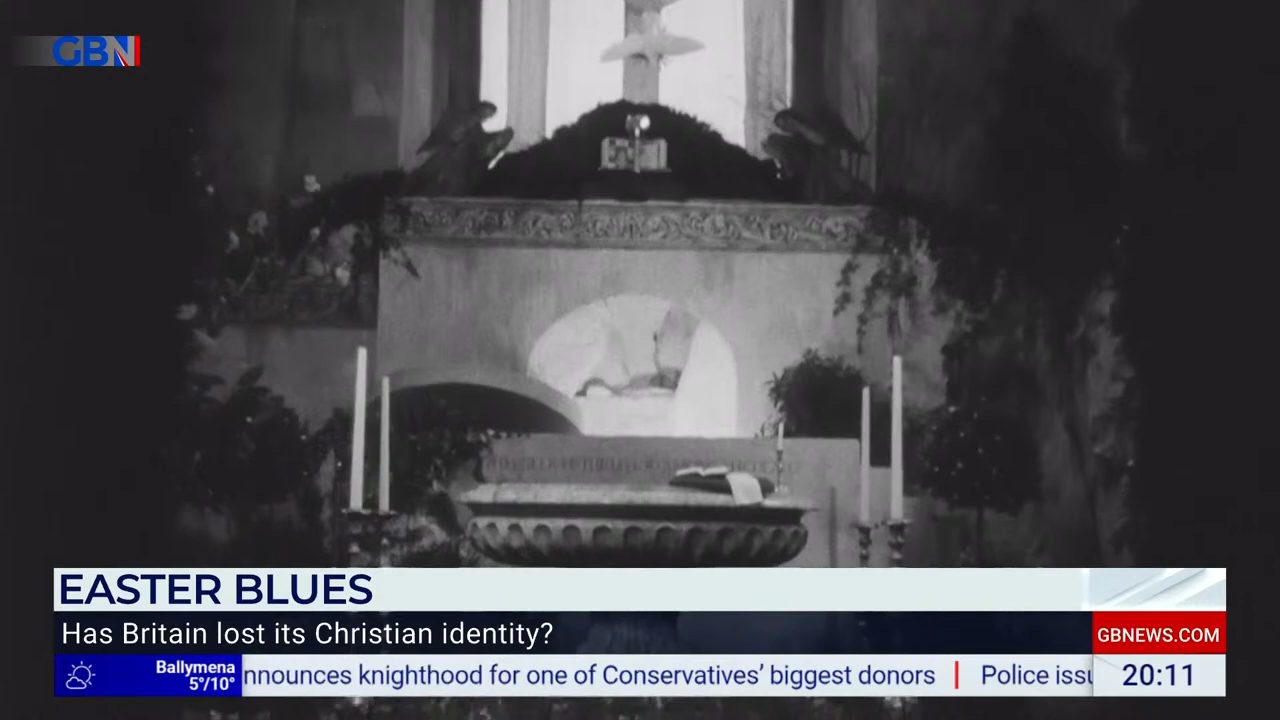 GBN
EASTER BLUES
Has Britain lost its Christian identity?
GBNEWS.COM
Ballymena
5°/10°
nnounces knighthood for one of Conservatives' biggest donors | Police issu
20:11